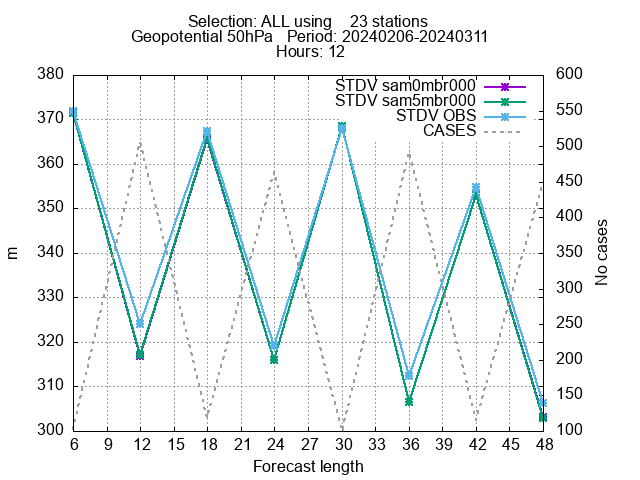 Selection: ALL using    23 stations
Geopotential 50hPa   Period: 20240206-20240311
Hours: 12
380 600
STDV sam0mbr000
STDV sam5mbr000
STDV OBS
CASES
370 550
360 500
350 450
340 400
330 350
320 300
310 250
300 200
150
100
m
No cases
6 9 12 15 18 21 24 27 30 33 36 39 42 45 48
Forecast length